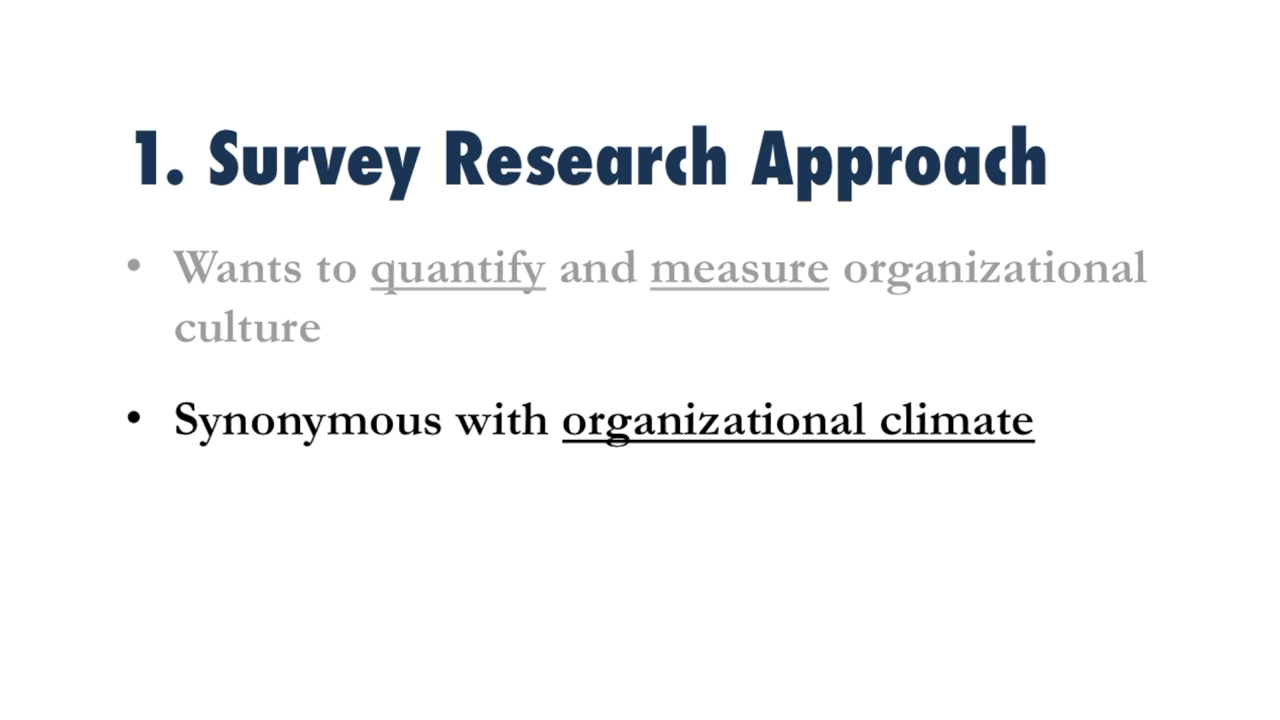 1. Survey Research Approach
• Wants to quantify and measure organizational
culture
• Synonymous with organizational climate